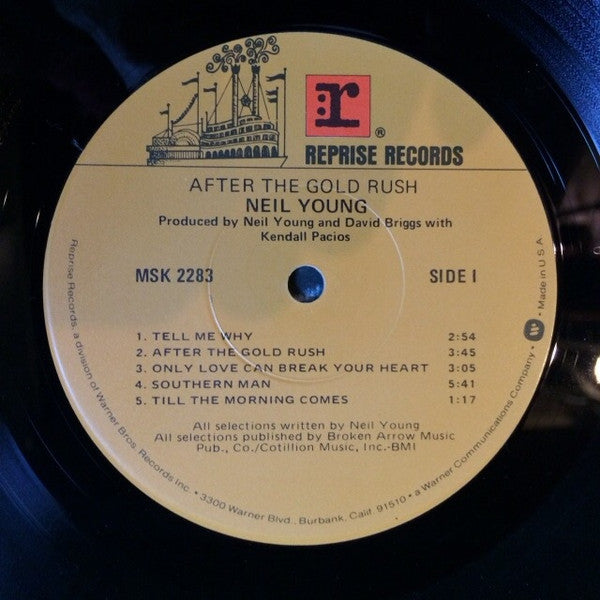 r
®
REPRISE RECORDS
AFTER THE GOLD RUSH
NEIL YOUNG
Produced by Neil Young and David Briggs with
Kendall Pacios
MSK 2283
SIDE I
1. TELL ME WHY 2:54
2. AFTER THE GOLD RUSH 3:45
3. ONLY LOVE CAN BREAK YOUR HEART 3:05
4. SOUTHERN MAN 5:41
5. TILL THE MORNING COMES 1:17
All selections written by Neil Young
All selections published by Broken Arrow Music
Pub., Co./Cotillion Music, Inc.-BMI
Reprise Records, a division of Warner Bros. Records Inc. • 3300 Warner Blvd., Burbank, Calif. 91510 • a Warner Communications Company • W • Made in U.S.A.